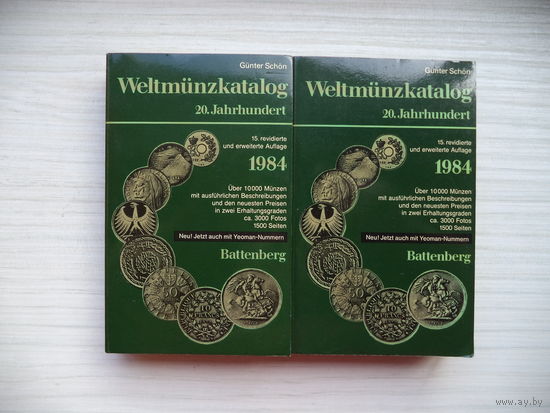 Günter Schön
Weltmünzkatalog
20. Jahrhundert
15. revidierte
und erweiterte Auflage
1984
Über 10000 Münzen
mit ausführlichen Beschreibungen
und den neuesten Preisen
in zwei Erhaltungsgraden
ca. 3000 Fotos
1500 Seiten
Neu! Jetzt auch mit Yeoman-Nummern
Battenberg
Günter Schön
Weltmünzkatalog
20. Jahrhundert
15. revidierte
und erweiterte Auflage
1984
Über 10000 Münzen
mit ausführlichen Beschreibungen
und den neuesten Preisen
in zwei Erhaltungsgraden
ca. 3000 Fotos
1500 Seiten
Neu! Jetzt auch mit Yeoman-Nummern
Battenberg
www.ay.by